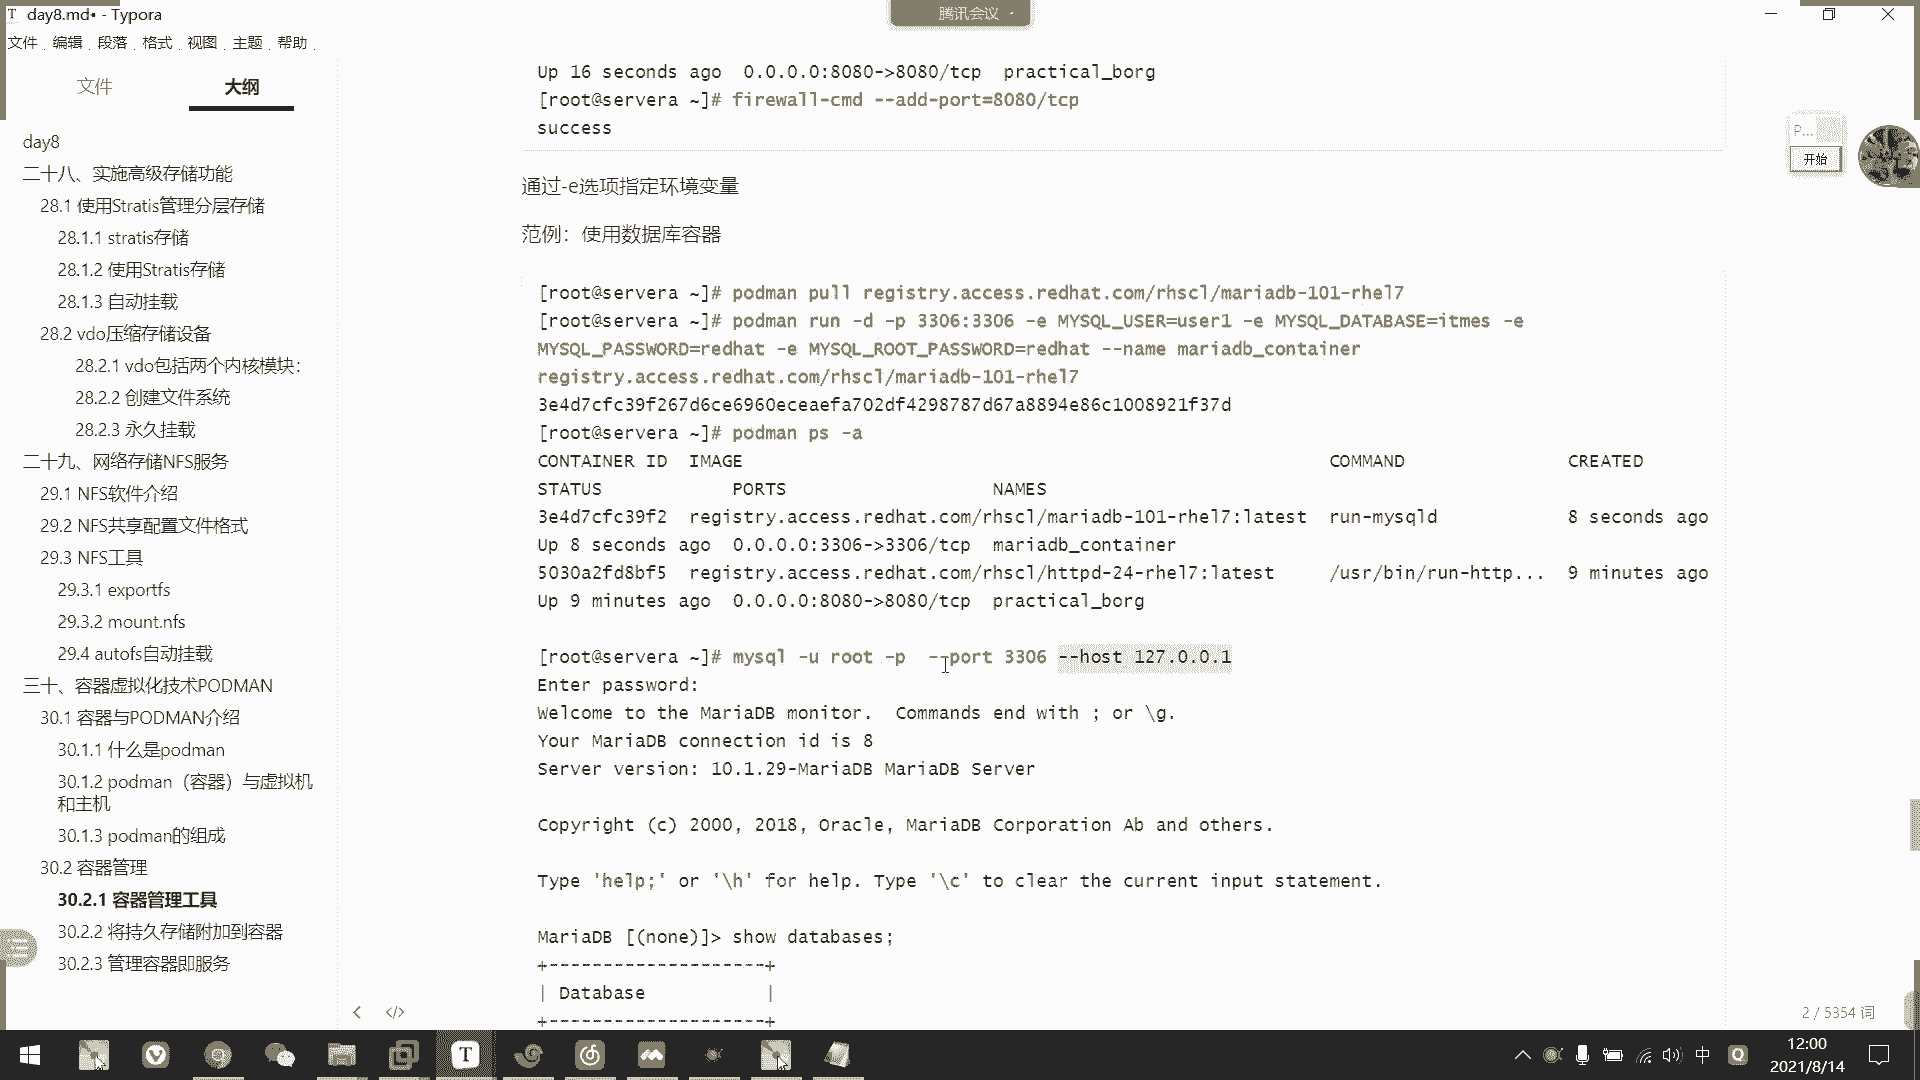 day8.md• - Typora
腾讯会议
文件 编辑 段落 格式 视图 主题 帮助
文件
大纲
day8
二十八、实施高级存储功能
28.1 使用Stratis管理分层存储
28.1.1 stratis存储
28.1.2 使用Stratis存储
28.1.3 自动挂载
28.2 vdo压缩存储设备
28.2.1 vdo包括两个内核模块：
28.2.2 创建文件系统
28.2.3 永久挂载
二十九、网络存储NFS服务
29.1 NFS软件介绍
29.2 NFS共享配置文件格式
29.3 NFS工具
29.3.1 exportfs
29.3.2 mount.nfs
29.4 autofs自动挂载
三十、容器虚拟化技术PODMAN
30.1 容器与PODMAN介绍
30.1.1 什么是podman
30.1.2 podman（容器）与虚拟机
和主机
30.1.3 podman的组成
30.2 容器管理
30.2.1 容器管理工具
30.2.2 将持久存储附加到容器
30.2.3 管理容器即服务
Up 16 seconds ago  0.0.0.0:8080->8080/tcp  practical_borg
[root@servera ~]# firewall-cmd --add-port=8080/tcp
success
通过-e选项指定环境变量
范例：使用数据库容器
[root@servera ~]# podman pull registry.access.redhat.com/rhscl/mariadb-101-rhel7
[root@servera ~]# podman run -d -p 3306:3306 -e MYSQL_USER=user1 -e MYSQL_DATABASE=itmes -e
MYSQL_PASSWORD=redhat -e MYSQL_ROOT_PASSWORD=redhat --name mariadb_container
registry.access.redhat.com/rhscl/mariadb-101-rhel7
3e4d7cfc39f267d6ce6960eceaefa702df4298787d67a8894e86c1008921f37d
[root@servera ~]# podman ps -a
CONTAINER ID  IMAGE  COMMAND  CREATED
STATUS  PORTS  NAMES
3e4d7cfc39f2  registry.access.redhat.com/rhscl/mariadb-101-rhel7:latest  run-mysqld  8 seconds ago
Up 8 seconds ago  0.0.0.0:3306->3306/tcp  mariadb_container
5030a2fd8bf5  registry.access.redhat.com/rhscl/httpd-24-rhel7:latest  /usr/bin/run-http...  9 minutes ago
Up 9 minutes ago  0.0.0.0:8080->8080/tcp  practical_borg
[root@servera ~]# mysql -u root -p  --port 3306 --host 127.0.0.1
Enter password:
Welcome to the MariaDB monitor.  Commands end with ; or \g.
Your MariaDB connection id is 8
Server version: 10.1.29-MariaDB MariaDB Server
Copyright (c) 2000, 2018, Oracle, MariaDB Corporation Ab and others.
Type 'help;' or '\h' for help. Type '\c' to clear the current input statement.
MariaDB [(none)]> show databases;
+--------------------+
| Database           |
+--------------------+
P...
开始
2 / 5354 词
中
12:00
2021/8/14